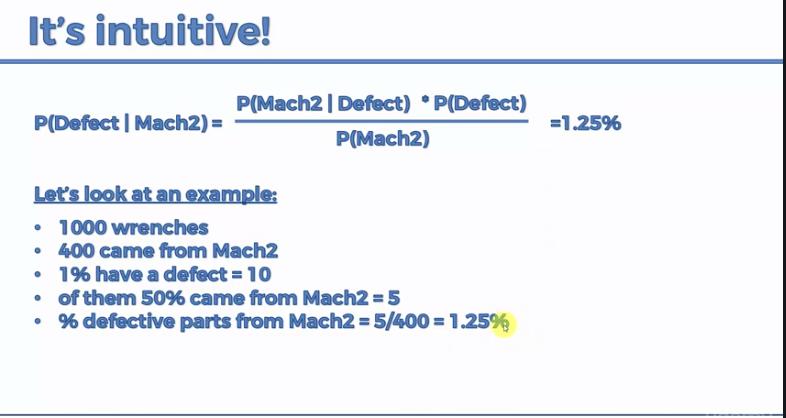 It's intuitive!
P(Mach2 | Defect) * P(Defect)
P(Defect | Mach2) = =1.25%
P(Mach2)
Let's look at an example:
• 1000 wrenches
• 400 came from Mach2
• 1% have a defect = 10
• of them 50% came from Mach2 = 5
• % defective parts from Mach2 = 5/400 = 1.25%